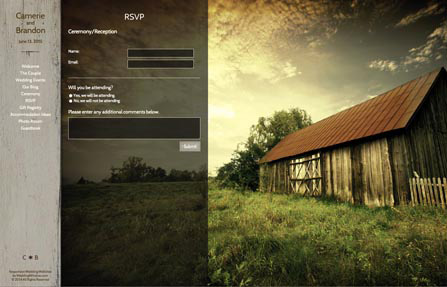 Camerie
and
Brandon
June 13, 2015
Welcome
The Couple
Wedding Events
Our Blog
Ceremony
RSVP
Gift Registry
Accommodation Ideas
Photo Album
Guestbook
C ✱ B
RSVP
Ceremony/Reception
Name:
Email:
Will you be attending?
Yes, we will be attending.
No, we will not be attending.
Please enter any additional comments below.
Submit